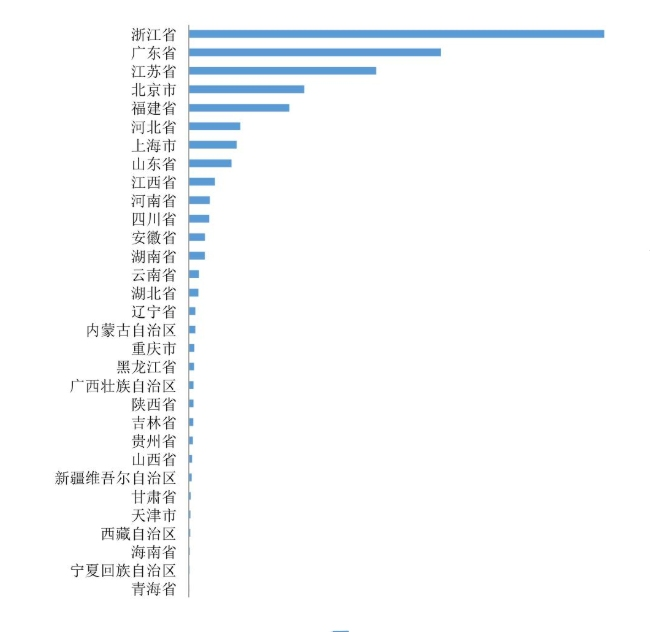 浙江省
广东省
江苏省
北京市
福建省
河北省
上海市
山东省
江西省
河南省
四川省
安徽省
湖南省
云南省
湖北省
辽宁省
内蒙古自治区
重庆市
黑龙江省
广西壮族自治区
陕西省
吉林省
贵州省
山西省
新疆维吾尔自治区
甘肃省
天津市
西藏自治区
海南省
宁夏回族自治区
青海省